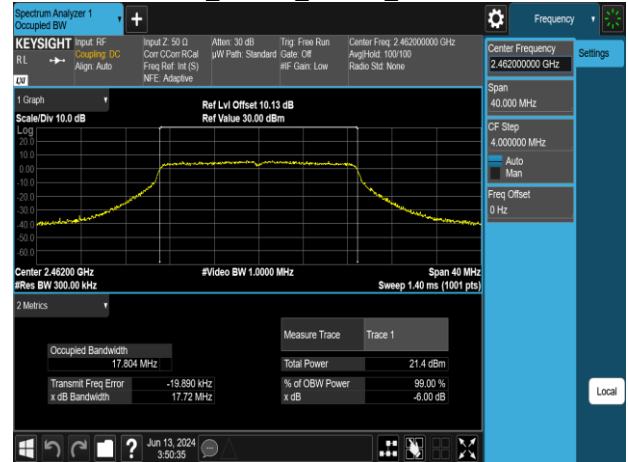 Spectrum Analyzer 1
Occupied BW
+
Frequency
KEYSIGHT
RL
LXI
Input: RF
Coupling: DC
Align: Auto
Input Z: 50 Ω
Corr CCorr RCal
Freq Ref: Int (S)
NFE: Adaptive
Atten: 30 dB
µW Path: Standard
Trig: Free Run
Gate: Off
#IF Gain: Low
Center Freq: 2.462000000 GHz
Avg|Hold: 100/100
Radio Std: None
1 Graph
Scale/Div 10.0 dB
Ref Lvl Offset 10.13 dB
Ref Value 30.00 dBm
Log
20.0
10.0
0.00
-10.0
-20.0
-30.0
-40.0
-50.0
-60.0
Center 2.46200 GHz
#Res BW 300.00 kHz
#Video BW 1.0000 MHz
Span 40 MHz
Sweep 1.40 ms (1001 pts)
2 Metrics
Measure Trace
Trace 1
Occupied Bandwidth
17.804 MHz
Total Power
21.4 dBm
Transmit Freq Error
-19.890 kHz
% of OBW Power
99.00 %
x dB Bandwidth
17.72 MHz
x dB
-6.00 dB
Center Frequency
2.462000000 GHz
Settings
Span
40.000 MHz
CF Step
4.000000 MHz
Auto
Man
Freq Offset
0 Hz
Local
?
Jun 13, 2024
3:50:35